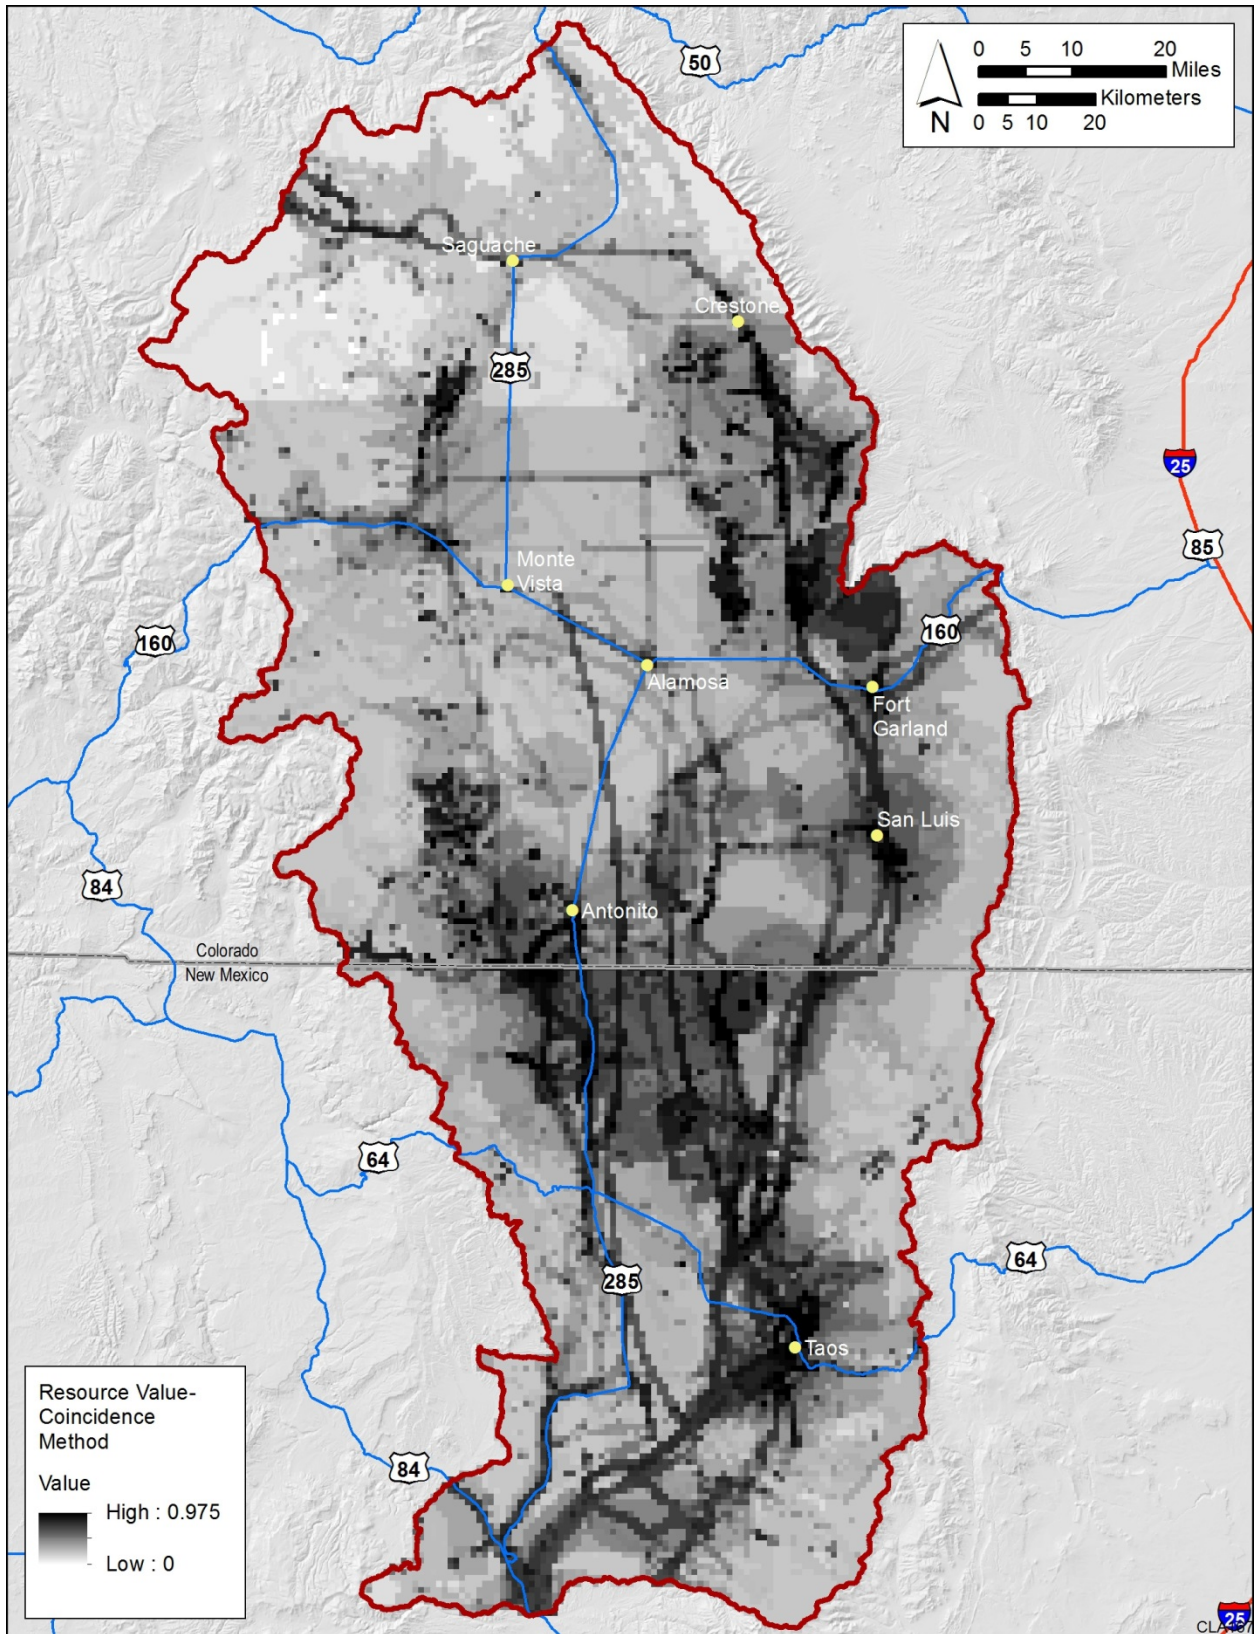 50
0 5 10 20
Miles
Kilometers
0 5 10 20
N
Saguache
Crestone
285
25
85
Monte
Vista
160
160
Alamosa
Fort
Garland
San Luis
84
Antonito
Colorado
New Mexico
64
64
285
Taos
84
Resource Value-
Coincidence
Method
Value
High : 0.975
Low : 0
25